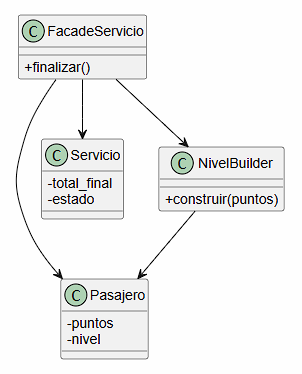 C FacadeServicio
+finalizar()
C Servicio
-total_final
-estado
C NivelBuilder
+construir(puntos)
C Pasajero
-puntos
-nivel